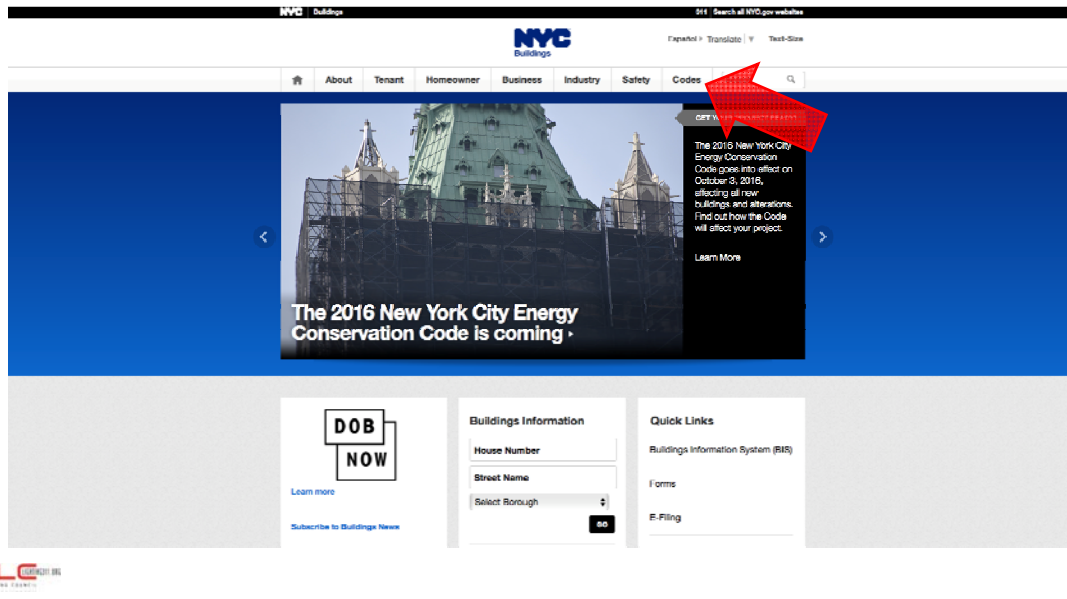 NYC Buildings
311 Search all NYC.gov websites
NYC
Buildings
Español Translate ▼ Text-Size
About Tenant Homeowner Business Industry Safety Codes
GET
The 2016 New York City
Energy Conservation
Code goes into effect on
October 3, 2016,
affecting all new
buildings and alterations.
Find out how the Code
will affect your project.
Learn More
The 2016 New York City Energy
Conservation Code is coming
DOB
NOW
Learn more
Subscribe to Buildings News
Buildings Information
House Number
Street Name
Select Borough
GO
Quick Links
Buildings Information System (BIS)
Forms
E-Filing